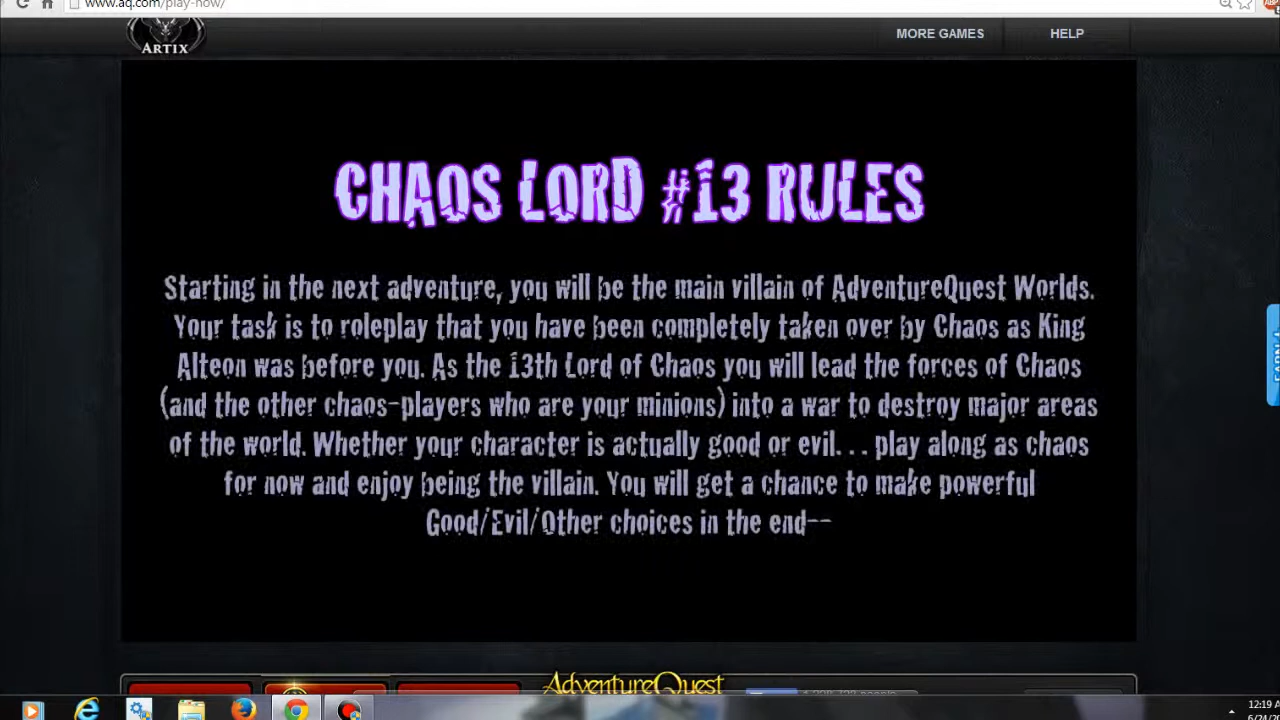 www.aq.com/play-now/
ABP
ARTIX
MORE GAMES
HELP
CHAOS LORD #13 RULES
Starting in the next adventure, you will be the main villain of AdventureQuest Worlds.
Your task is to roleplay that you have been completely taken over by Chaos as King
Alteon was before you. As the 13th Lord of Chaos you will lead the forces of Chaos
(and the other chaos-players who are your minions) into a war to destroy major areas
of the world. Whether your character is actually good or evil. . . play along as chaos
for now and enjoy being the villain. You will get a chance to make powerful
Good/Evil/Other choices in the end--
AdventureQuest
12:19